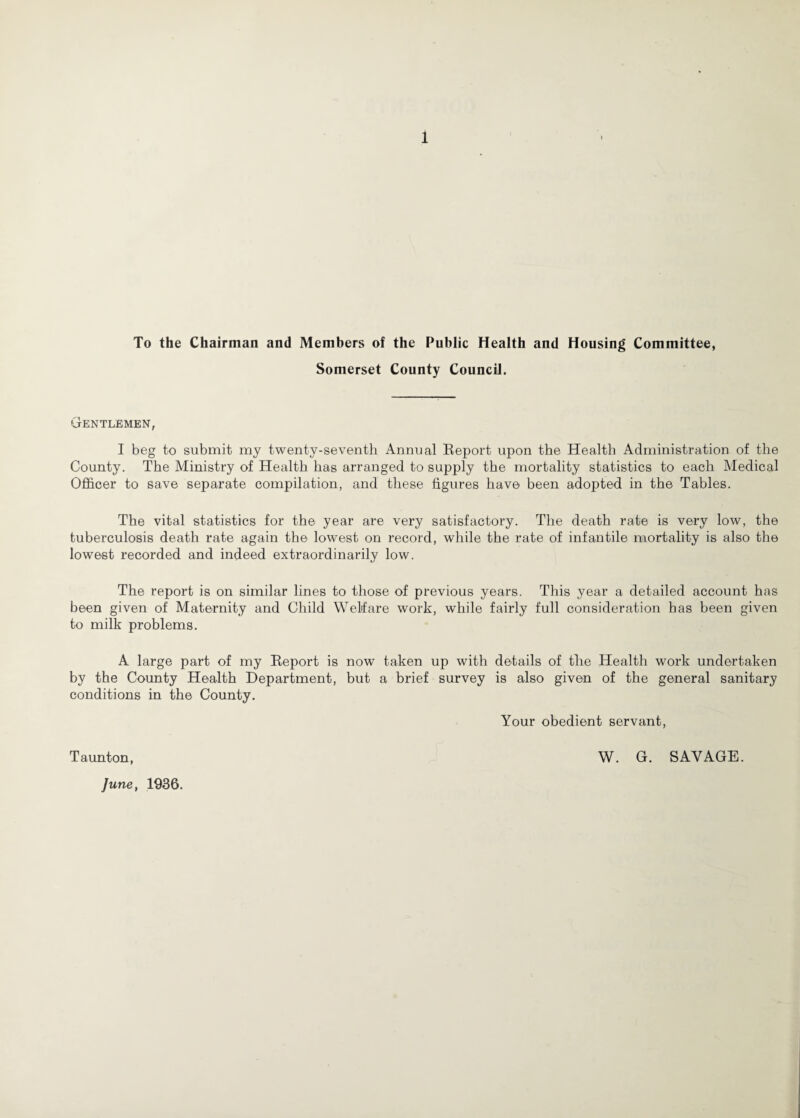 1
To the Chairman and Members of the Public Health and Housing Committee,
Somerset County Council.
GENTLEMEN,
I beg to submit my twenty-seventh Annual Report upon the Health Administration of the
County. The Ministry of Health has arranged to supply the mortality statistics to each Medical
Officer to save separate compilation, and these figures have been adopted in the Tables.
The vital statistics for the year are very satisfactory. The death rate is very low, the
tuberculosis death rate again the lowest on record, while the rate of infantile mortality is also the
lowest recorded and indeed extraordinarily low.
The report is on similar lines to those of previous years. This year a detailed account has
been given of Maternity and Child Welfare work, while fairly full consideration has been given
to milk problems.
A large part of my Report is now taken up with details of the Health work undertaken
by the County Health Department, but a brief survey is also given of the general sanitary
conditions in the County.
Your obedient servant,
Taunton, W. G. SAVAGE.
June, 1936.